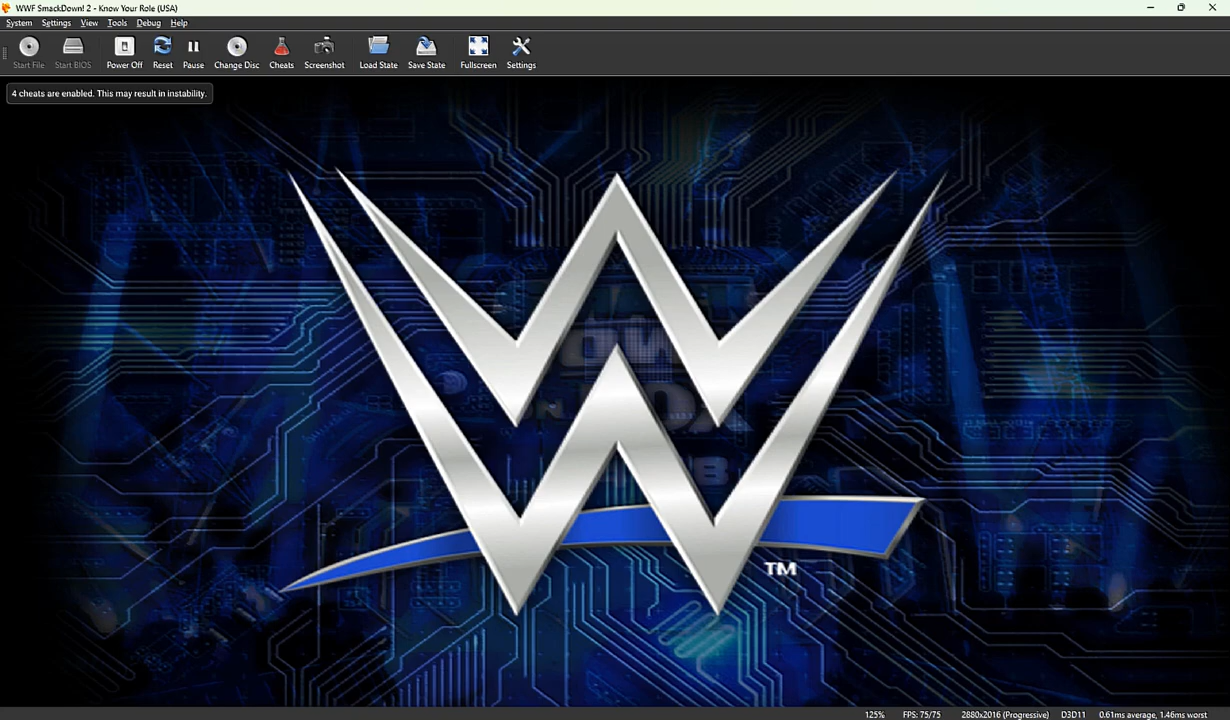 WWF SmackDown! 2 - Know Your Role (USA)
System Settings View Tools Debug Help
Start File Start BIOS Power Off Reset Pause Change Disc Cheats Screenshot Load State Save State Fullscreen Settings
4 cheats are enabled. This may result in instability.
W
TM
125% FPS: 75/75 2880x2016 (Progressive) D3D11 0.61ms average, 1.46ms worst